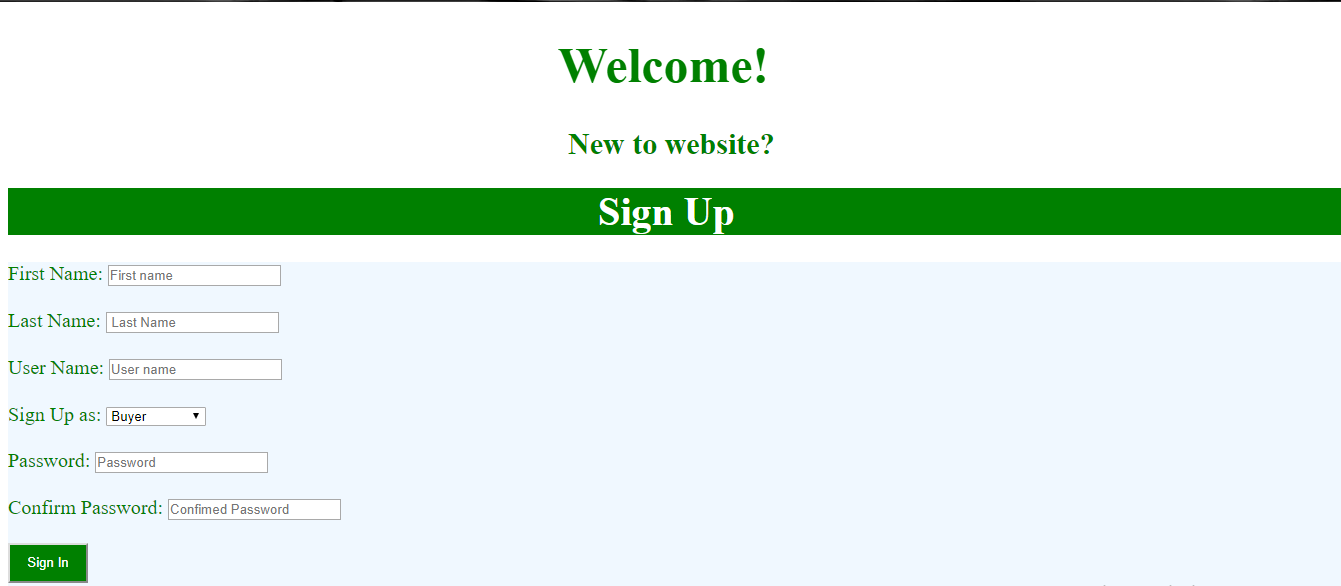 Welcome!
New to website?
Sign Up
First Name: First name
Last Name: Last Name
User Name: User name
Sign Up as: Buyer
Password: Password
Confirm Password: Confimed Password
Sign In